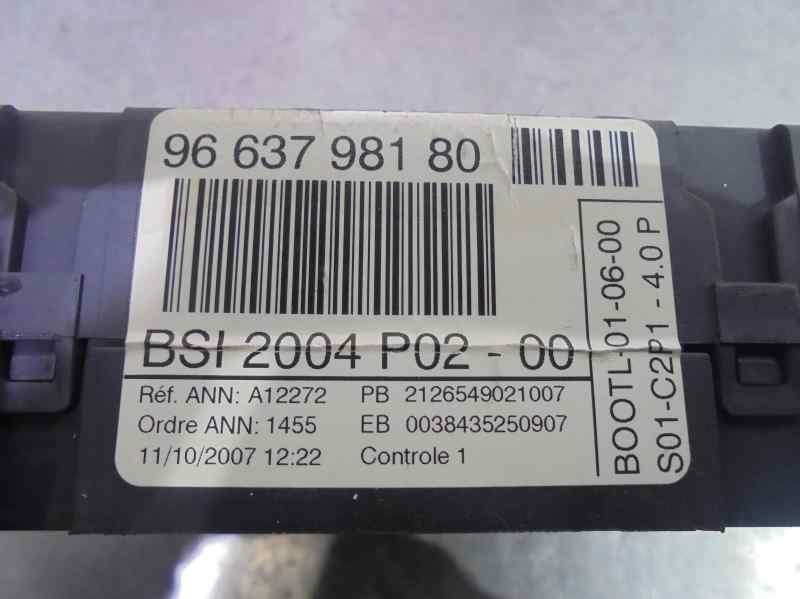 96 637 981 80
BSI 2004 P02 - 00
Réf. ANN: A12272 PB 2126549021007
Ordre ANN: 1455 EB 0038435250907
11/10/2007 12:22 Controle 1
BOOTL-01-06-00
S01-C2P1 - 4.0 P